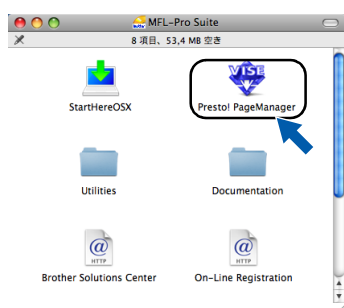 MFL-Pro Suite
8 項目、53,4 MB 空き
StartHereOSX
VISE
Presto! PageManager
Utilities
Documentation
@
HTTP
@
HTTP
Brother Solutions Center
On-Line Registration